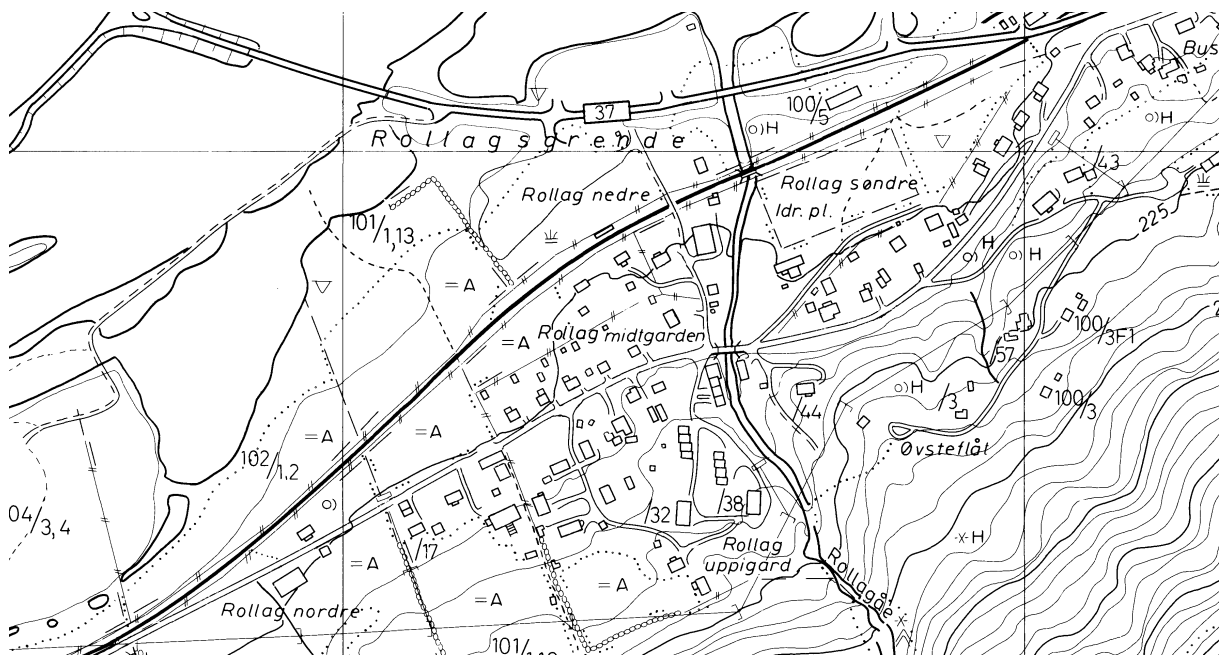 Bus
37
100/5
H
H
Rollagsgrende
/43
Rollag søndre
Idr. pl.
Rollag nedre
225
101/1,13
H
H
A
A
Rollag midtgarden
100/3F1
/57
H
/3
100/3
/44
A
A
Øvsteflåt
102/1,2
04/3,4
/38
/32
H
/17
Rollag
uppigard
A
A
Rollagåe
A
Rollag nordre
101/